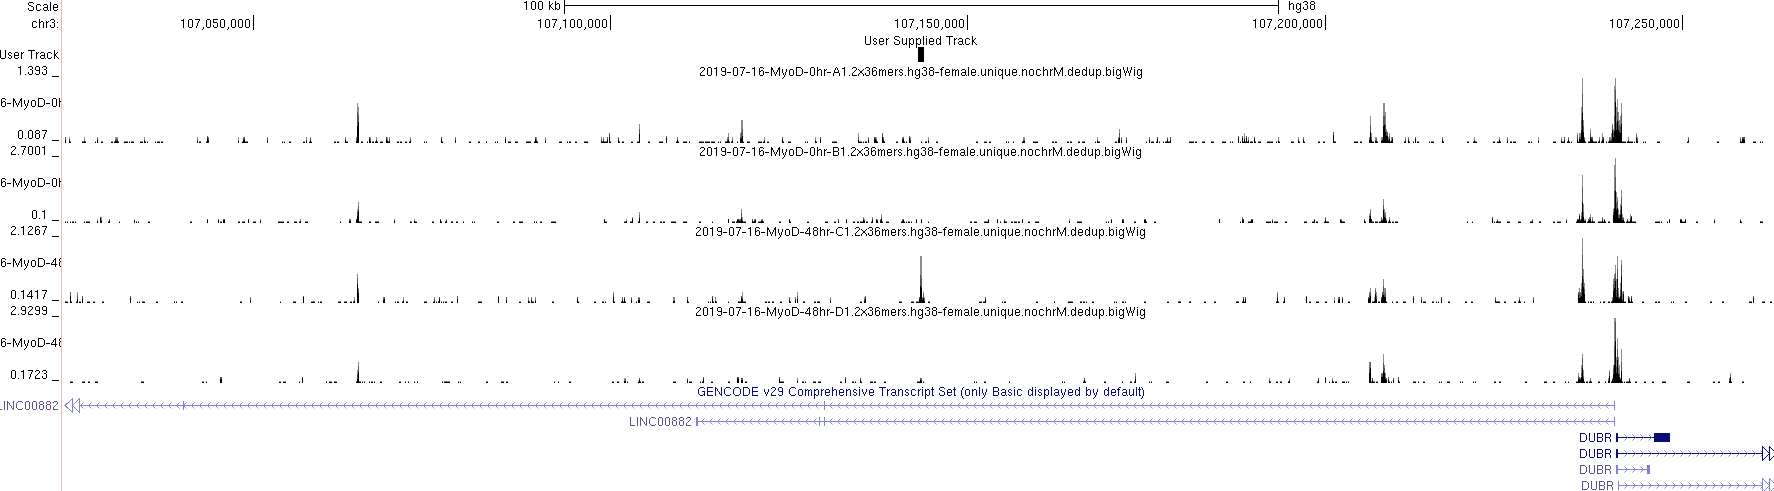 Scale 100 kb hg38
chr3: 107,050,000 107,100,000 107,150,000 107,200,000 107,250,000
User Supplied Track
User Track
1.393
2019-07-16-MyoD-0hr-A1.2x36mers.hg38-female.unique.nochrM.dedup.bigWig
6-MyoD-0h
0.087
2.7001
2019-07-16-MyoD-0hr-B1.2x36mers.hg38-female.unique.nochrM.dedup.bigWig
6-MyoD-0h
0.1
2.1267
2019-07-16-MyoD-48hr-C1.2x36mers.hg38-female.unique.nochrM.dedup.bigWig
6-MyoD-48
0.1417
2.9299
2019-07-16-MyoD-48hr-D1.2x36mers.hg38-female.unique.nochrM.dedup.bigWig
6-MyoD-48
0.1723
GENCODE v29 Comprehensive Transcript Set (only Basic displayed by default)
LINC00882
LINC00882
DUBR
DUBR
DUBR
DUBR